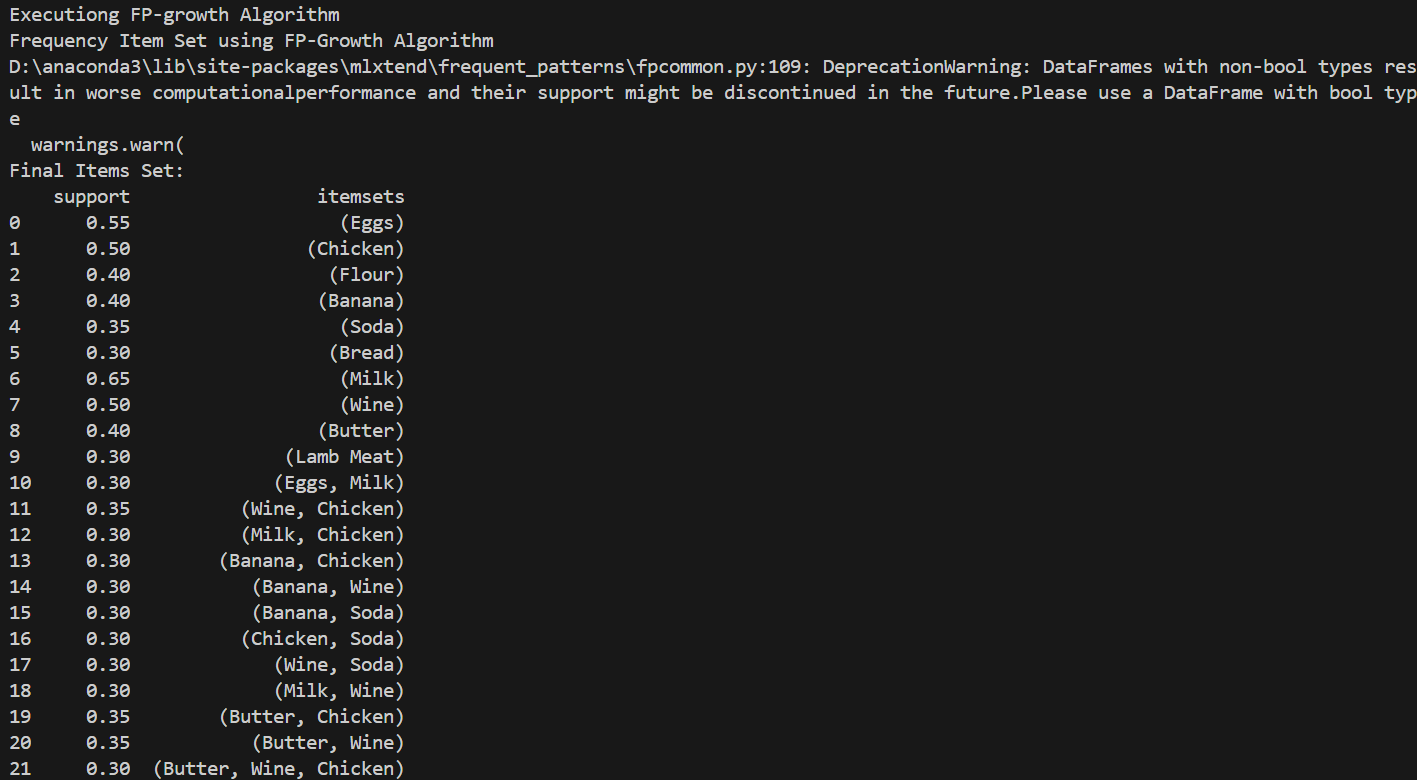 Executiong FP-growth Algorithm
Frequency Item Set using FP-Growth Algorithm
D:\anaconda3\lib\site-packages\mlxtend\frequent_patterns\fpcommon.py:109: DeprecationWarning: DataFrames with non-bool types res
ult in worse computationalperformance and their support might be discontinued in the future.Please use a DataFrame with bool typ
e
  warnings.warn(
Final Items Set:
    support                 itemsets
0      0.55                   (Eggs)
1      0.50                (Chicken)
2      0.40                  (Flour)
3      0.40                 (Banana)
4      0.35                   (Soda)
5      0.30                  (Bread)
6      0.65                   (Milk)
7      0.50                   (Wine)
8      0.40                 (Butter)
9      0.30              (Lamb Meat)
10     0.30             (Eggs, Milk)
11     0.35          (Wine, Chicken)
12     0.30          (Milk, Chicken)
13     0.30        (Banana, Chicken)
14     0.30           (Banana, Wine)
15     0.30           (Banana, Soda)
16     0.30          (Chicken, Soda)
17     0.30             (Wine, Soda)
18     0.30             (Milk, Wine)
19     0.35        (Butter, Chicken)
20     0.35           (Butter, Wine)
21     0.30  (Butter, Wine, Chicken)